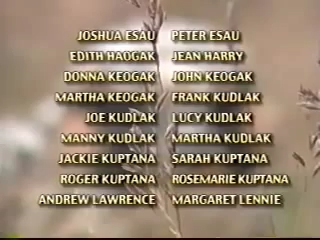 JOSHUA ESAU PETER ESAU
EDITH HAOGAK JEAN HARRY
DONNA KEOGAK JOHN KEOGAK
MARTHA KEOGAK FRANK KUDLAK
JOE KUDLAK LUCY KUDLAK
MANNY KUDLAK MARTHA KUDLAK
JACKIE KUPTANA SARAH KUPTANA
ROGER KUPTANA ROSEMARIE KUPTANA
ANDREW LAWRENCE MARGARET LENNIE